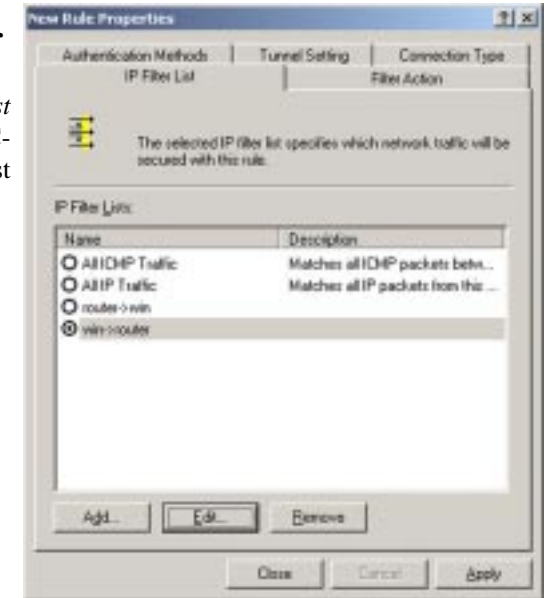 .
st
-
st
New Rule Properties
Authentication Methods Tunnel Setting Connection Type
IP Filter List Filter Action
The selected IP filter list specifies which network traffic will be
secured with this rule.
IP Filter Lists:
Name Description
All ICMP Traffic Matches all ICMP packets betw...
All IP Traffic Matches all IP packets from this ...
router->win
win->router
Add... Edit... Remove
Close Cancel Apply